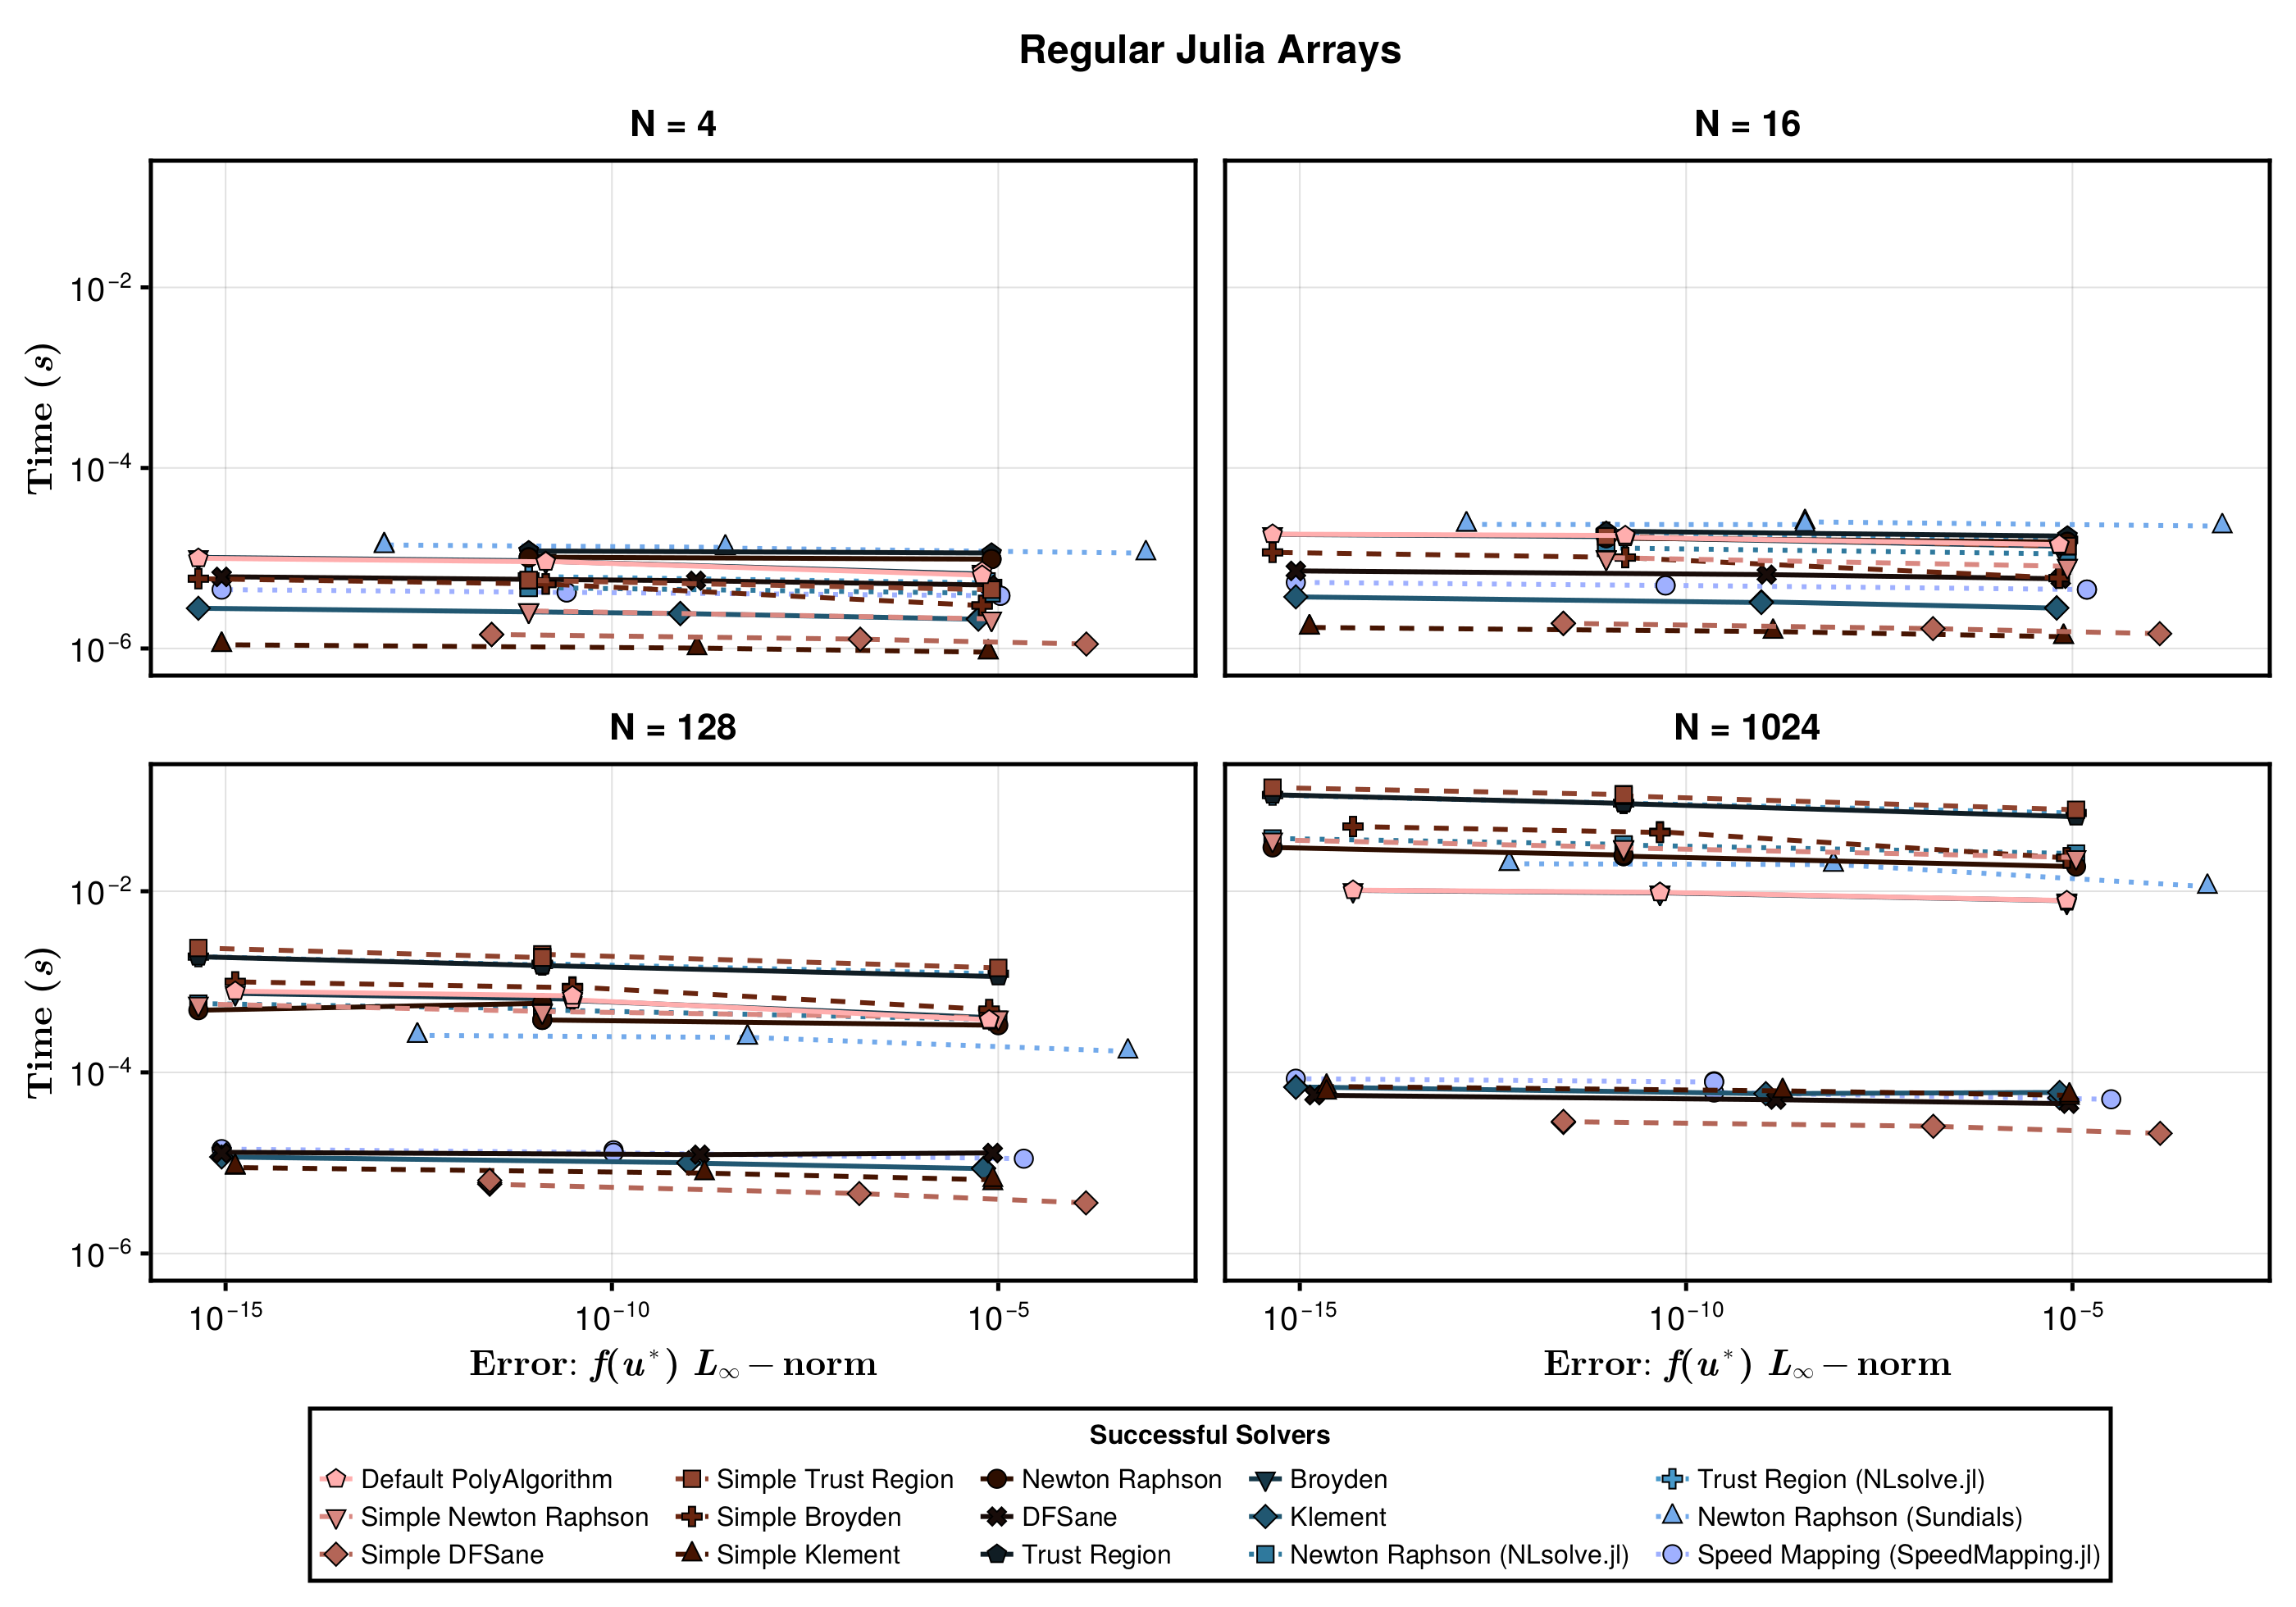 Regular Julia Arrays
N = 4
N = 16
Time (s)
10⁻²
10⁻⁴
10⁻⁶
N = 128
N = 1024
Time (s)
10⁻²
10⁻⁴
10⁻⁶
10⁻¹⁵ 10⁻¹⁰ 10⁻⁵
10⁻¹⁵ 10⁻¹⁰ 10⁻⁵
Error: f(u*) L∞ − norm
Error: f(u*) L∞ − norm
Successful Solvers
Default PolyAlgorithm Simple Trust Region Newton Raphson Broyden Trust Region (NLsolve.jl)
Simple Newton Raphson Simple Broyden DFSane Klement Newton Raphson (Sundials)
Simple DFSane Simple Klement Trust Region Newton Raphson (NLsolve.jl) Speed Mapping (SpeedMapping.jl)